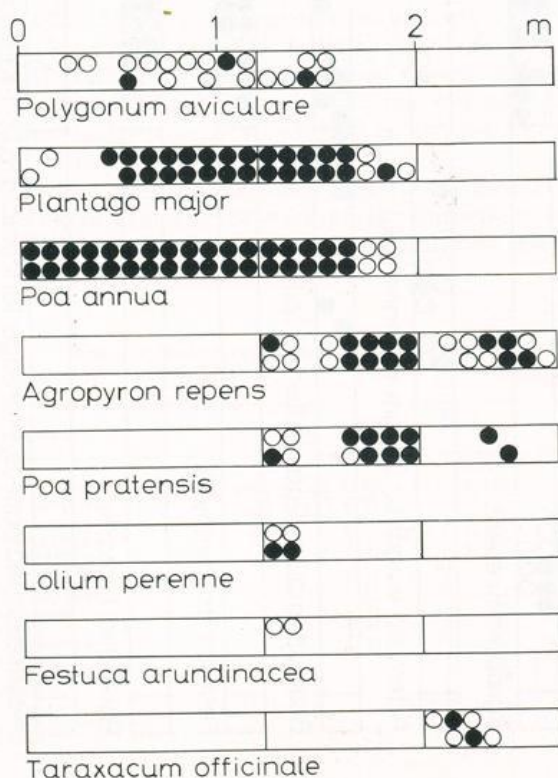 0 1 2 m
Polygonum aviculare
Plantago major
Poa annua
Agropyron repens
Poa pratensis
Lolium perenne
Festuca arundinacea
Taraxacum officinale